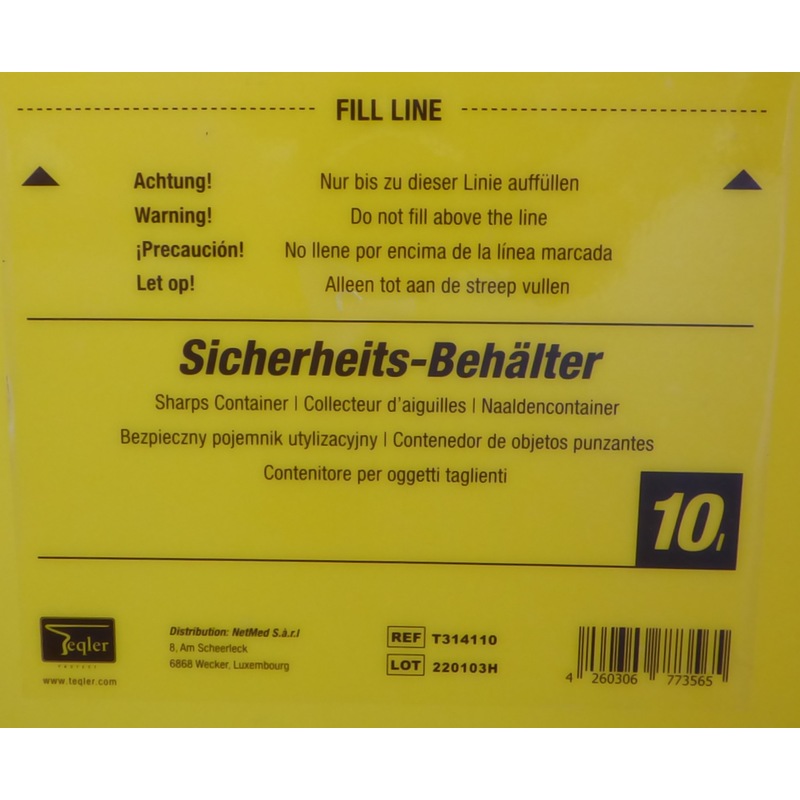 FILL LINE
Achtung! Nur bis zu dieser Linie auffüllen
Warning! Do not fill above the line
¡Precaución! No llene por encima de la línea marcada
Let op! Alleen tot aan de streep vullen
Sicherheits-Behälter
Sharps Container | Collecteur d'aiguilles | Naaldencontainer
Bezpieczny pojemnik utylizacyjny | Contenedor de objetos punzantes
Contenitore per oggetti taglienti
10 l
Teqler
www.teqler.com
Distribution: NetMed S.à.r.l
8, Am Scheerleck
6868 Wecker, Luxembourg
REF T314110
LOT 220103H
4 260306 773565